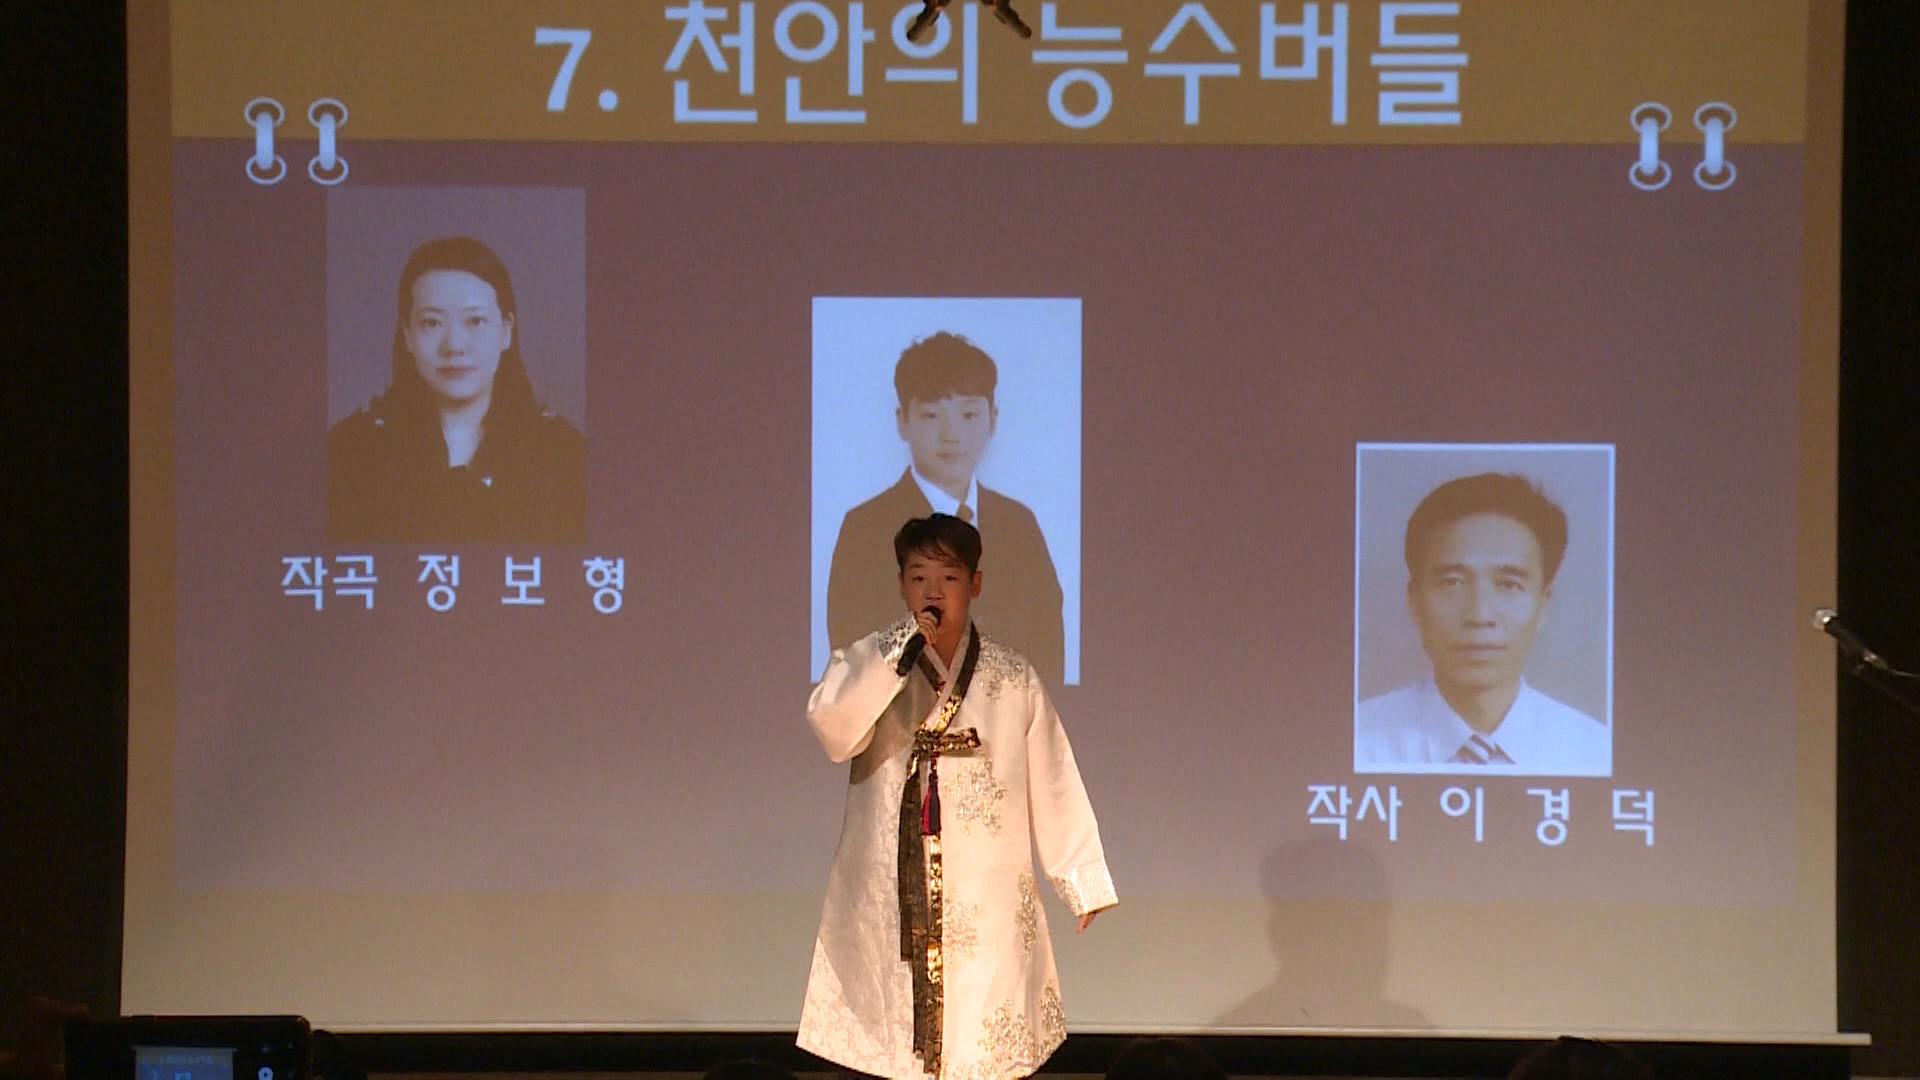 7. 천안의 능수버들
작곡 정 보 형
작사 이 경 덕